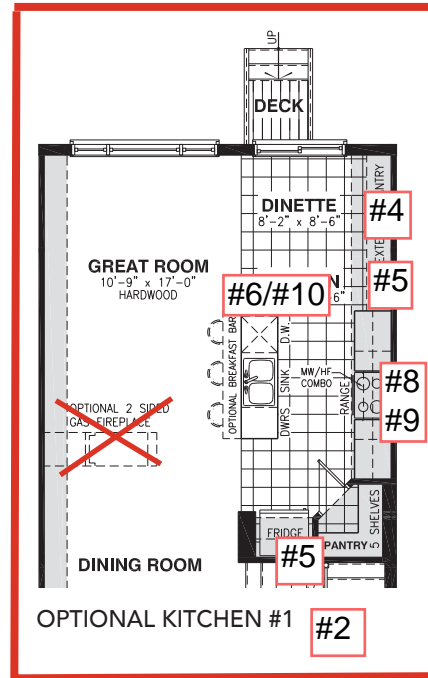 UP
DECK
DINETTE
8'-2" x 8'-6"
#4
GREAT ROOM
10'-9" x 17'-0"
HARDWOOD
#5
#6/#10
OPTIONAL BREAKFAST BAR
D.W.
SINK
DWRS
MW/HF
COMBO
RANGE
#8
#9
OPTIONAL 2 SIDED
GAS FIREPLACE
FRIDGE
#5
PANTRY
5 SHELVES
DINING ROOM
OPTIONAL KITCHEN #1
#2